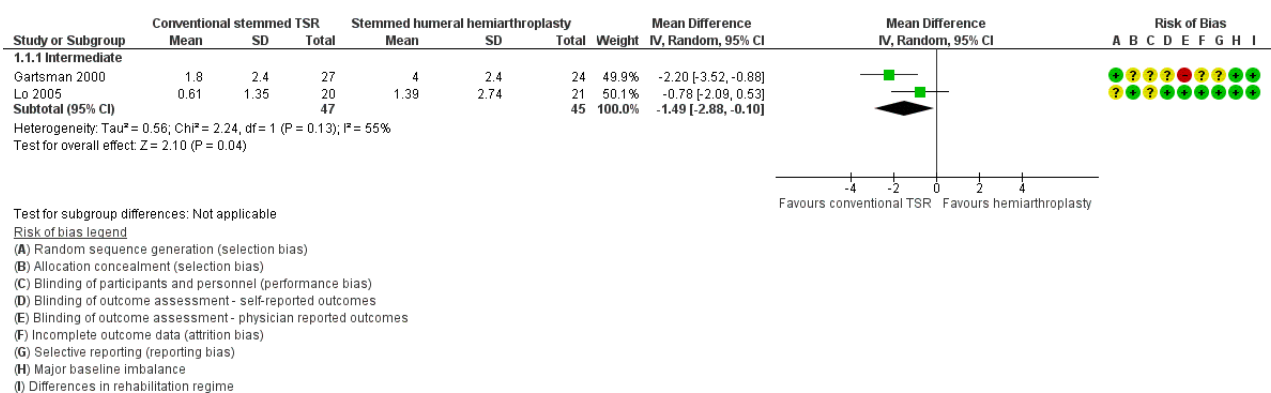 Conventional stemmed TSR Stemmed humeral hemiarthroplasty Mean Difference Mean Difference Risk of Bias
Study or Subgroup Mean SD Total Mean SD Total Weight IV, Random, 95% CI IV, Random, 95% CI A B C D E F G H I
1.1.1 Intermediate
Gartsman 2000 1.8 2.4 27 4 2.4 24 49.9% -2.20 [-3.52, -0.88] + ? ? ? - ? ? + +
Lo 2005 0.61 1.35 20 1.39 2.74 21 50.1% -0.78 [-2.09, 0.53] ? + ? + + + + + +
Subtotal (95% CI) 47 45 100.0% -1.49 [-2.88, -0.10]
Heterogeneity: Tau² = 0.56; Chi² = 2.24, df = 1 (P = 0.13); I² = 55%
Test for overall effect: Z = 2.10 (P = 0.04)
-4 -2 0 2 4
Favours conventional TSR Favours hemiarthroplasty
Test for subgroup differences: Not applicable
Risk of bias legend
(A) Random sequence generation (selection bias)
(B) Allocation concealment (selection bias)
(C) Blinding of participants and personnel (performance bias)
(D) Blinding of outcome assessment - self-reported outcomes
(E) Blinding of outcome assessment - physician reported outcomes
(F) Incomplete outcome data (attrition bias)
(G) Selective reporting (reporting bias)
(H) Major baseline imbalance
(I) Differences in rehabilitation regime